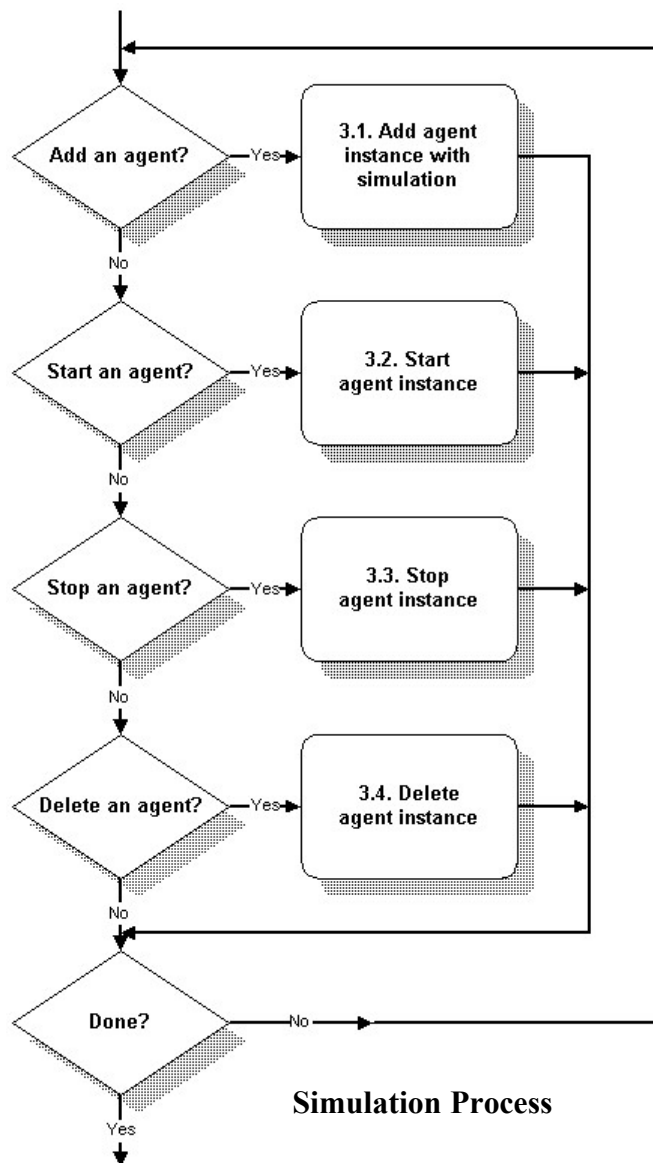 Add an agent?
Yes
3.1. Add agent
instance with
simulation
No
Start an agent?
Yes
3.2. Start
agent instance
No
Stop an agent?
Yes
3.3. Stop
agent instance
No
Delete an agent?
Yes
3.4. Delete
agent instance
No
Done?
No
Yes
Simulation Process